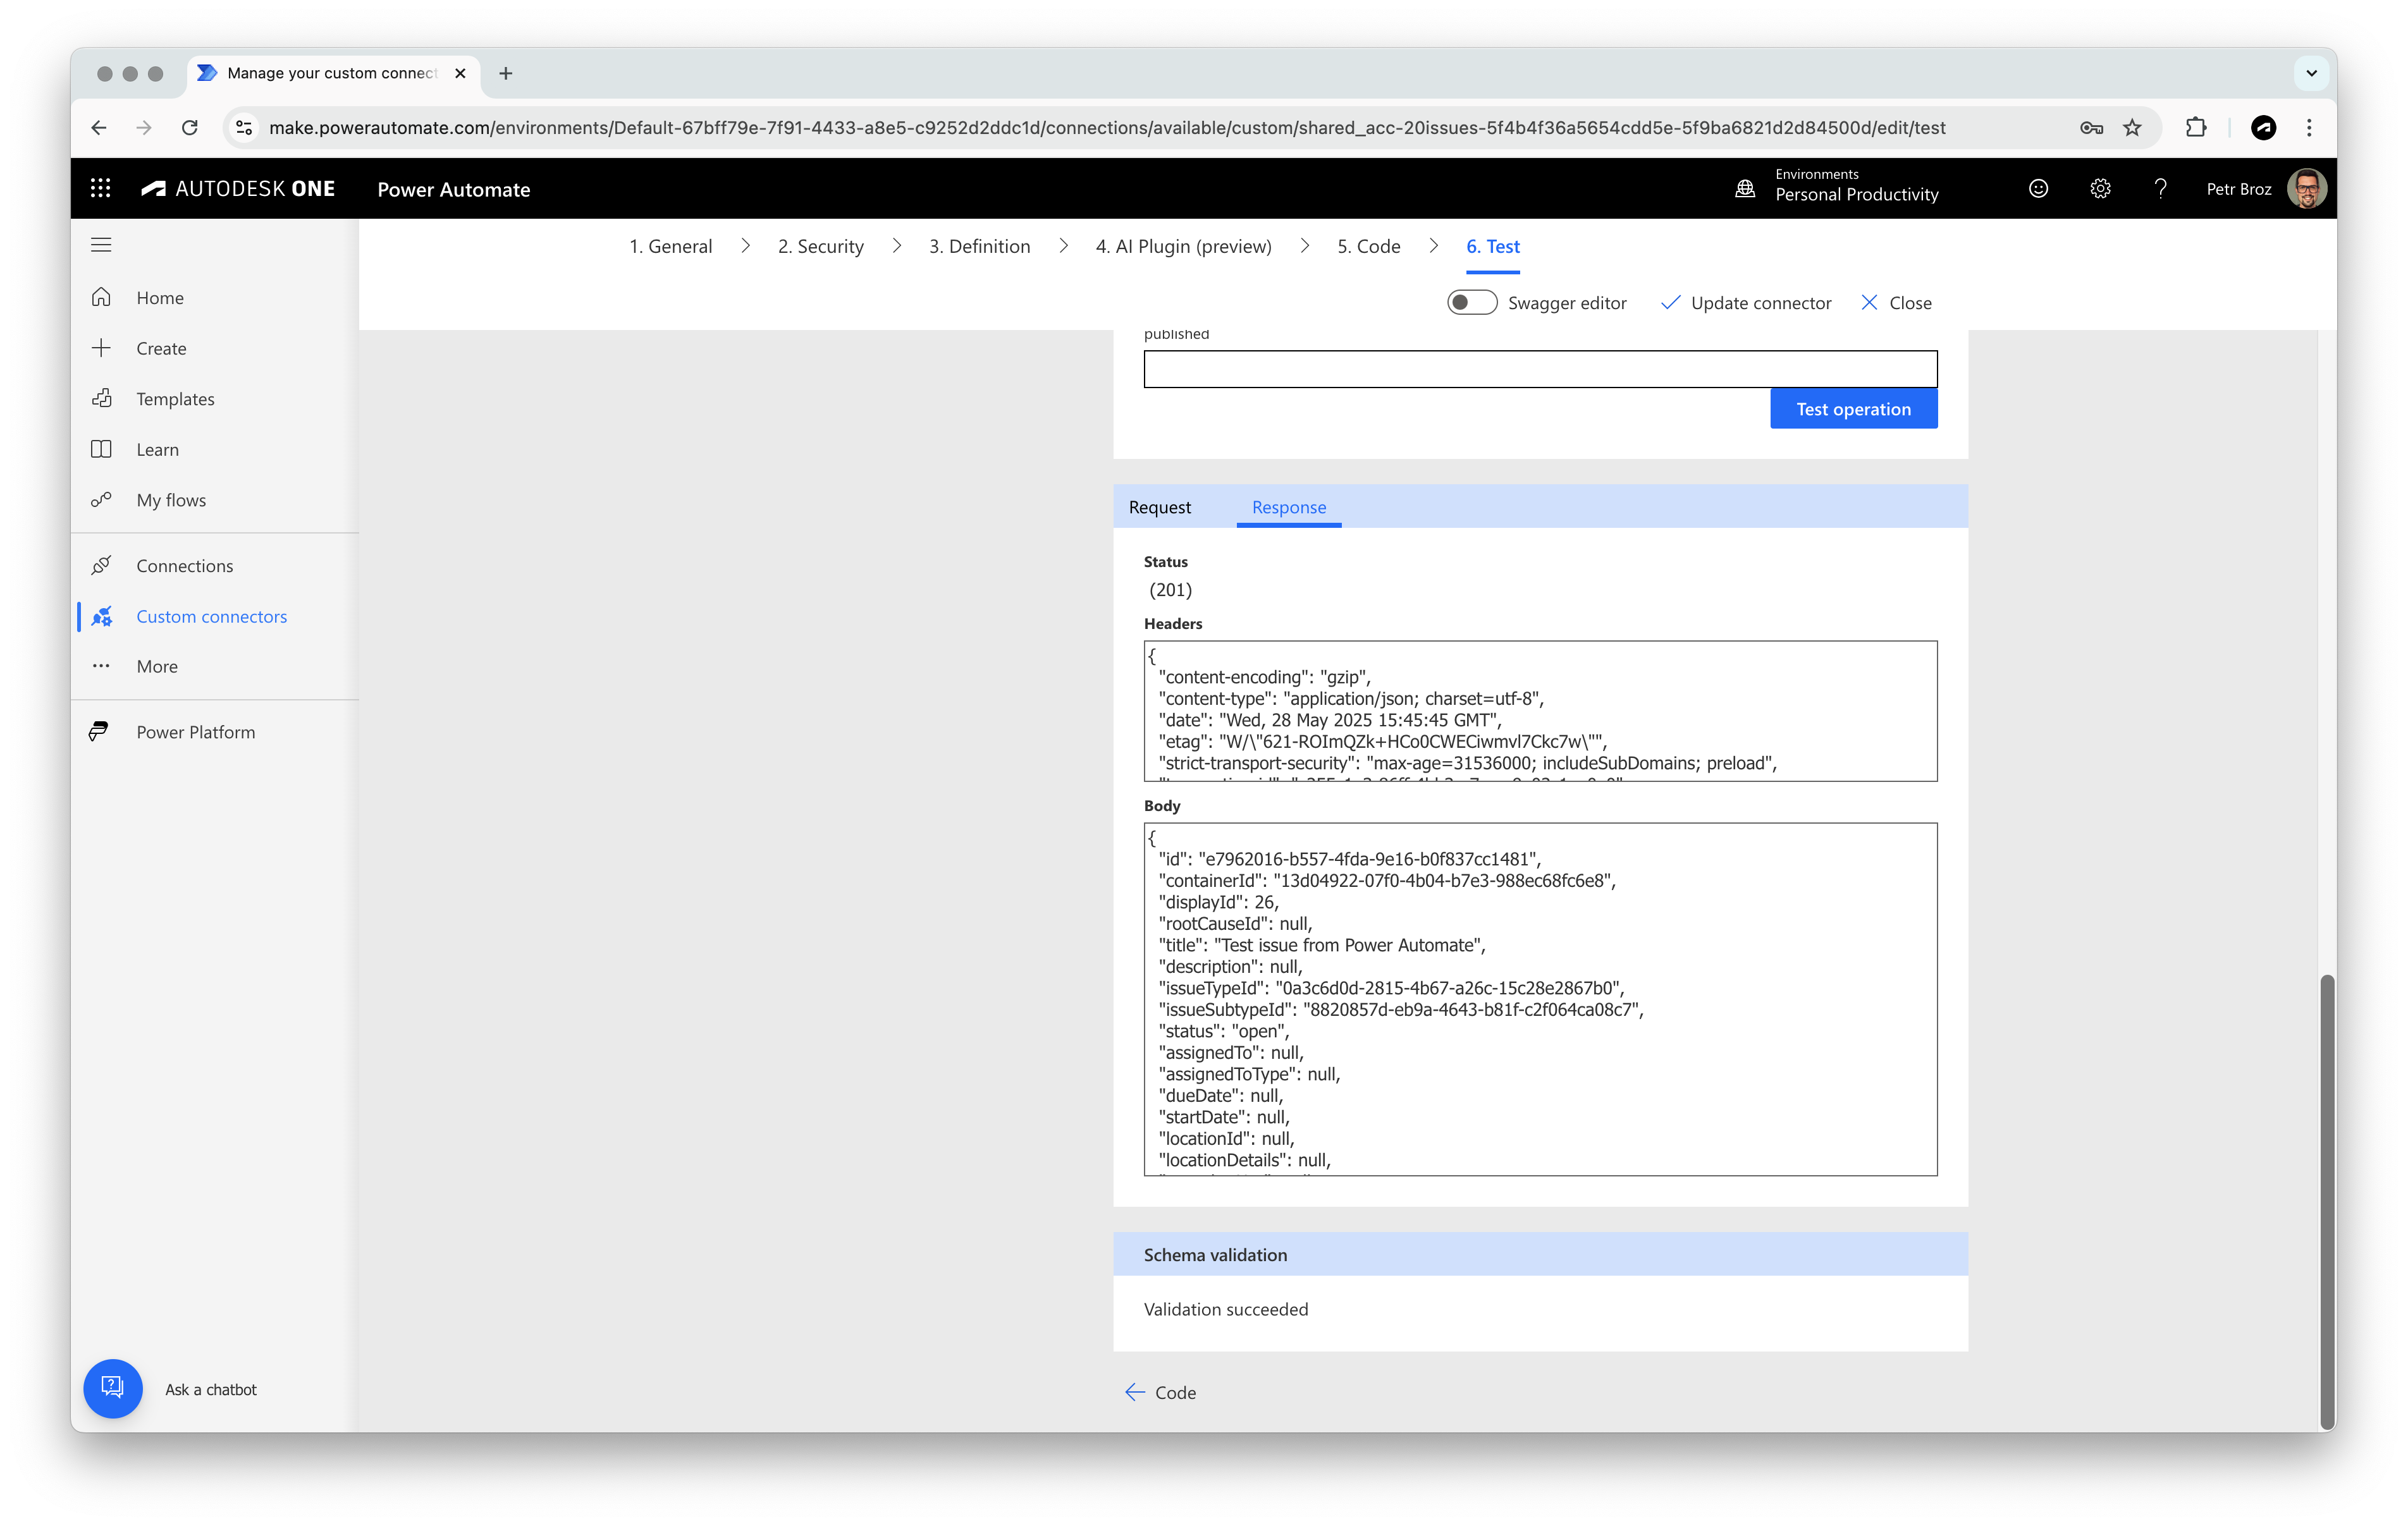 Manage your custom connect
make.powerautomate.com/environments/Default-67bff79e-7f91-4433-a8e5-c9252d2ddc1d/connections/available/custom/shared_acc-20issues-5f4b4f36a5654cdd5e-5f9ba6821d2d84500d/edit/test
AUTODESK ONE
Power Automate
Environments
Personal Productivity
Petr Broz
1. General
2. Security
3. Definition
4. AI Plugin (preview)
5. Code
6. Test
Swagger editor
Update connector
Close
Home
Create
Templates
Learn
My flows
Connections
Custom connectors
More
Power Platform
Ask a chatbot
published
Test operation
Request
Response
Status
(201)
Headers
{
"content-encoding": "gzip",
"content-type": "application/json; charset=utf-8",
"date": "Wed, 28 May 2025 15:45:45 GMT",
"etag": "W/\"621-ROImQZk+HCo0CWECiwmvl7Ckc7w\"",
"strict-transport-security": "max-age=31536000; includeSubDomains; preload",
Body
{
"id": "e7962016-b557-4fda-9e16-b0f837cc1481",
"containerId": "13d04922-07f0-4b04-b7e3-988ec68fc6e8",
"displayId": 26,
"rootCauseId": null,
"title": "Test issue from Power Automate",
"description": null,
"issueTypeId": "0a3c6d0d-2815-4b67-a26c-15c28e2867b0",
"issueSubtypeId": "8820857d-eb9a-4643-b81f-c2f064ca08c7",
"status": "open",
"assignedTo": null,
"assignedToType": null,
"dueDate": null,
"startDate": null,
"locationId": null,
"locationDetails": null,
Schema validation
Validation succeeded
Code